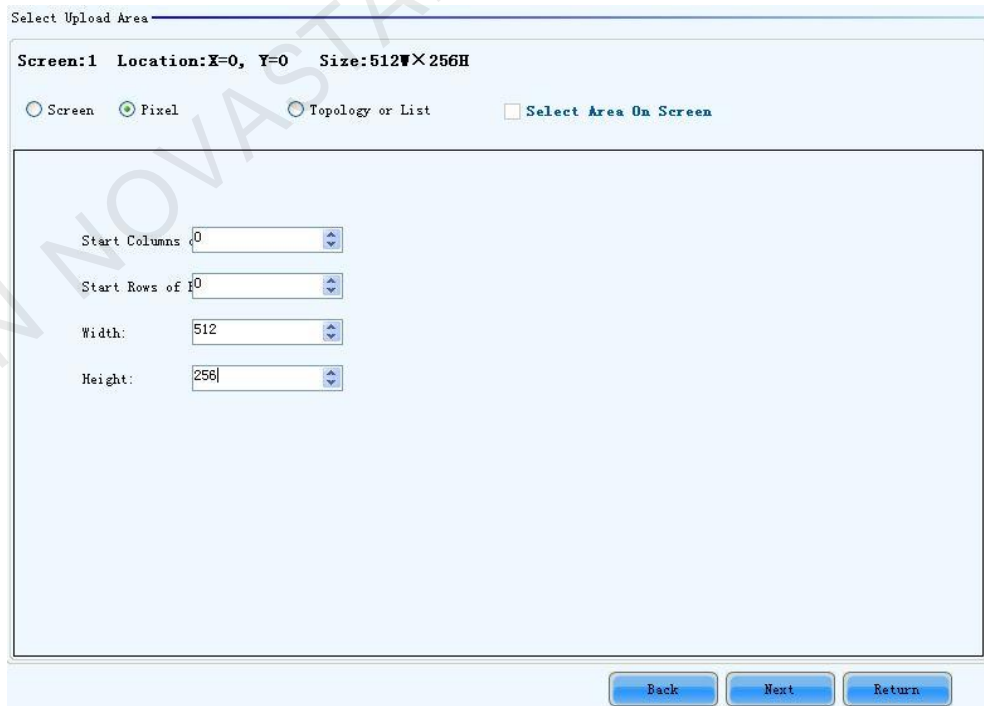 Select Upload Area
Screen:1 Location:X=0, Y=0 Size:512W×256H
Screen Pixel Topology or List Select Area On Screen
Start Columns 0
Start Rows of 0
Width: 512
Height: 256
Back Next Return